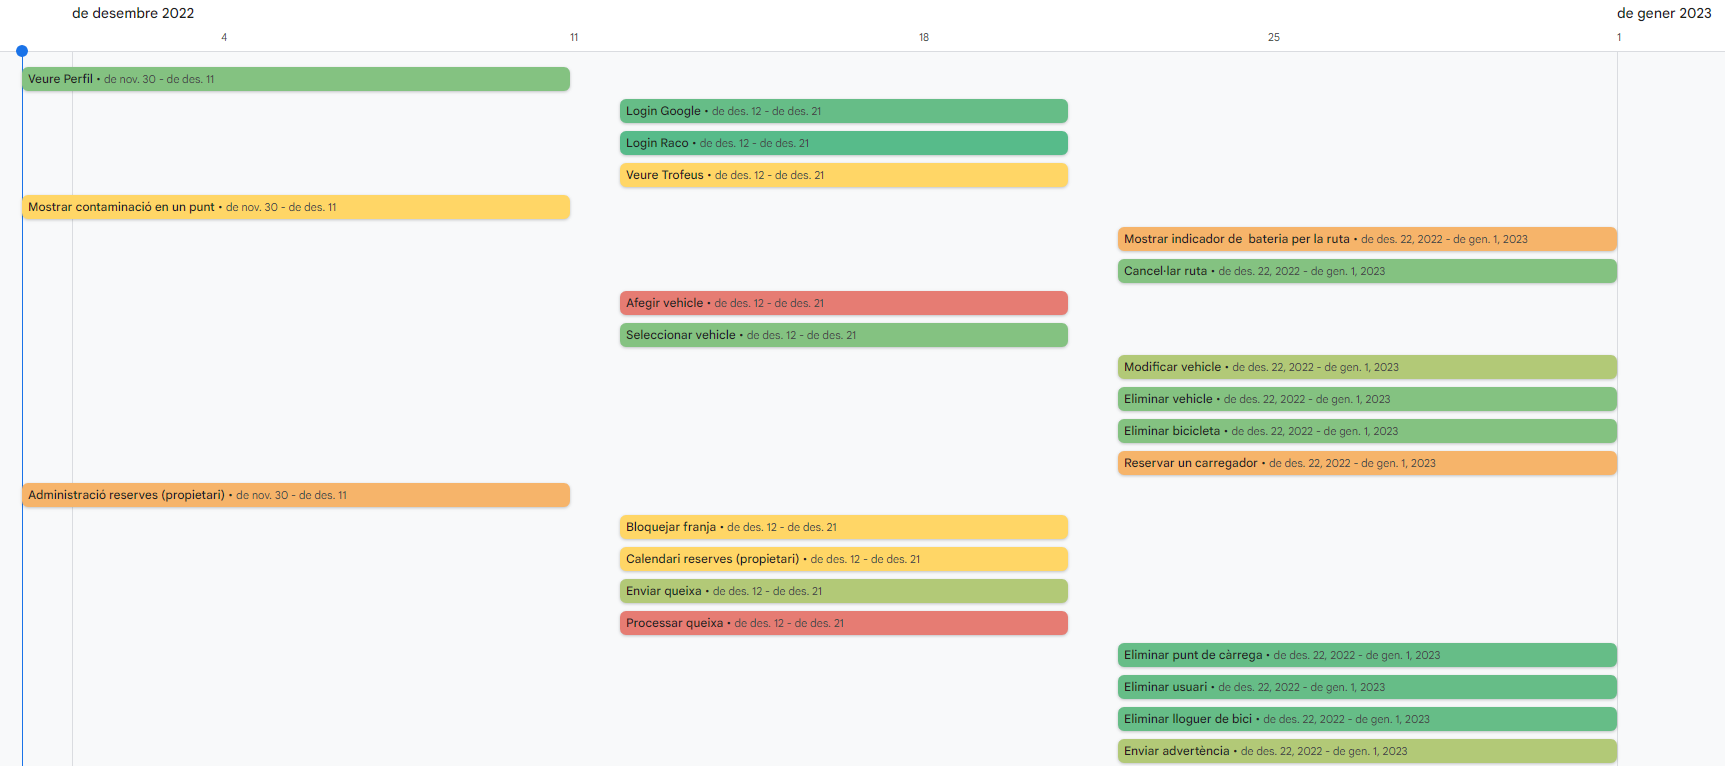 de desembre 2022
de gener 2023
4
11
18
25
1
Veure Perfil • de nov. 30 - de des. 11
Login Google • de des. 12 - de des. 21
Login Raco • de des. 12 - de des. 21
Veure Trofeus • de des. 12 - de des. 21
Mostrar contaminació en un punt • de nov. 30 - de des. 11
Mostrar indicador de  bateria per la ruta • de des. 22, 2022 - de gen. 1, 2023
Cancel·lar ruta • de des. 22, 2022 - de gen. 1, 2023
Afegir vehicle • de des. 12 - de des. 21
Seleccionar vehicle • de des. 12 - de des. 21
Modificar vehicle • de des. 22, 2022 - de gen. 1, 2023
Eliminar vehicle • de des. 22, 2022 - de gen. 1, 2023
Eliminar bicicleta • de des. 22, 2022 - de gen. 1, 2023
Reservar un carregador • de des. 22, 2022 - de gen. 1, 2023
Administració reserves (propietari) • de nov. 30 - de des. 11
Bloquejar franja • de des. 12 - de des. 21
Calendari reserves (propietari) • de des. 12 - de des. 21
Enviar queixa • de des. 12 - de des. 21
Processar queixa • de des. 12 - de des. 21
Eliminar punt de càrrega • de des. 22, 2022 - de gen. 1, 2023
Eliminar usuari • de des. 22, 2022 - de gen. 1, 2023
Eliminar lloguer de bici • de des. 22, 2022 - de gen. 1, 2023
Enviar advertència • de des. 22, 2022 - de gen. 1, 2023